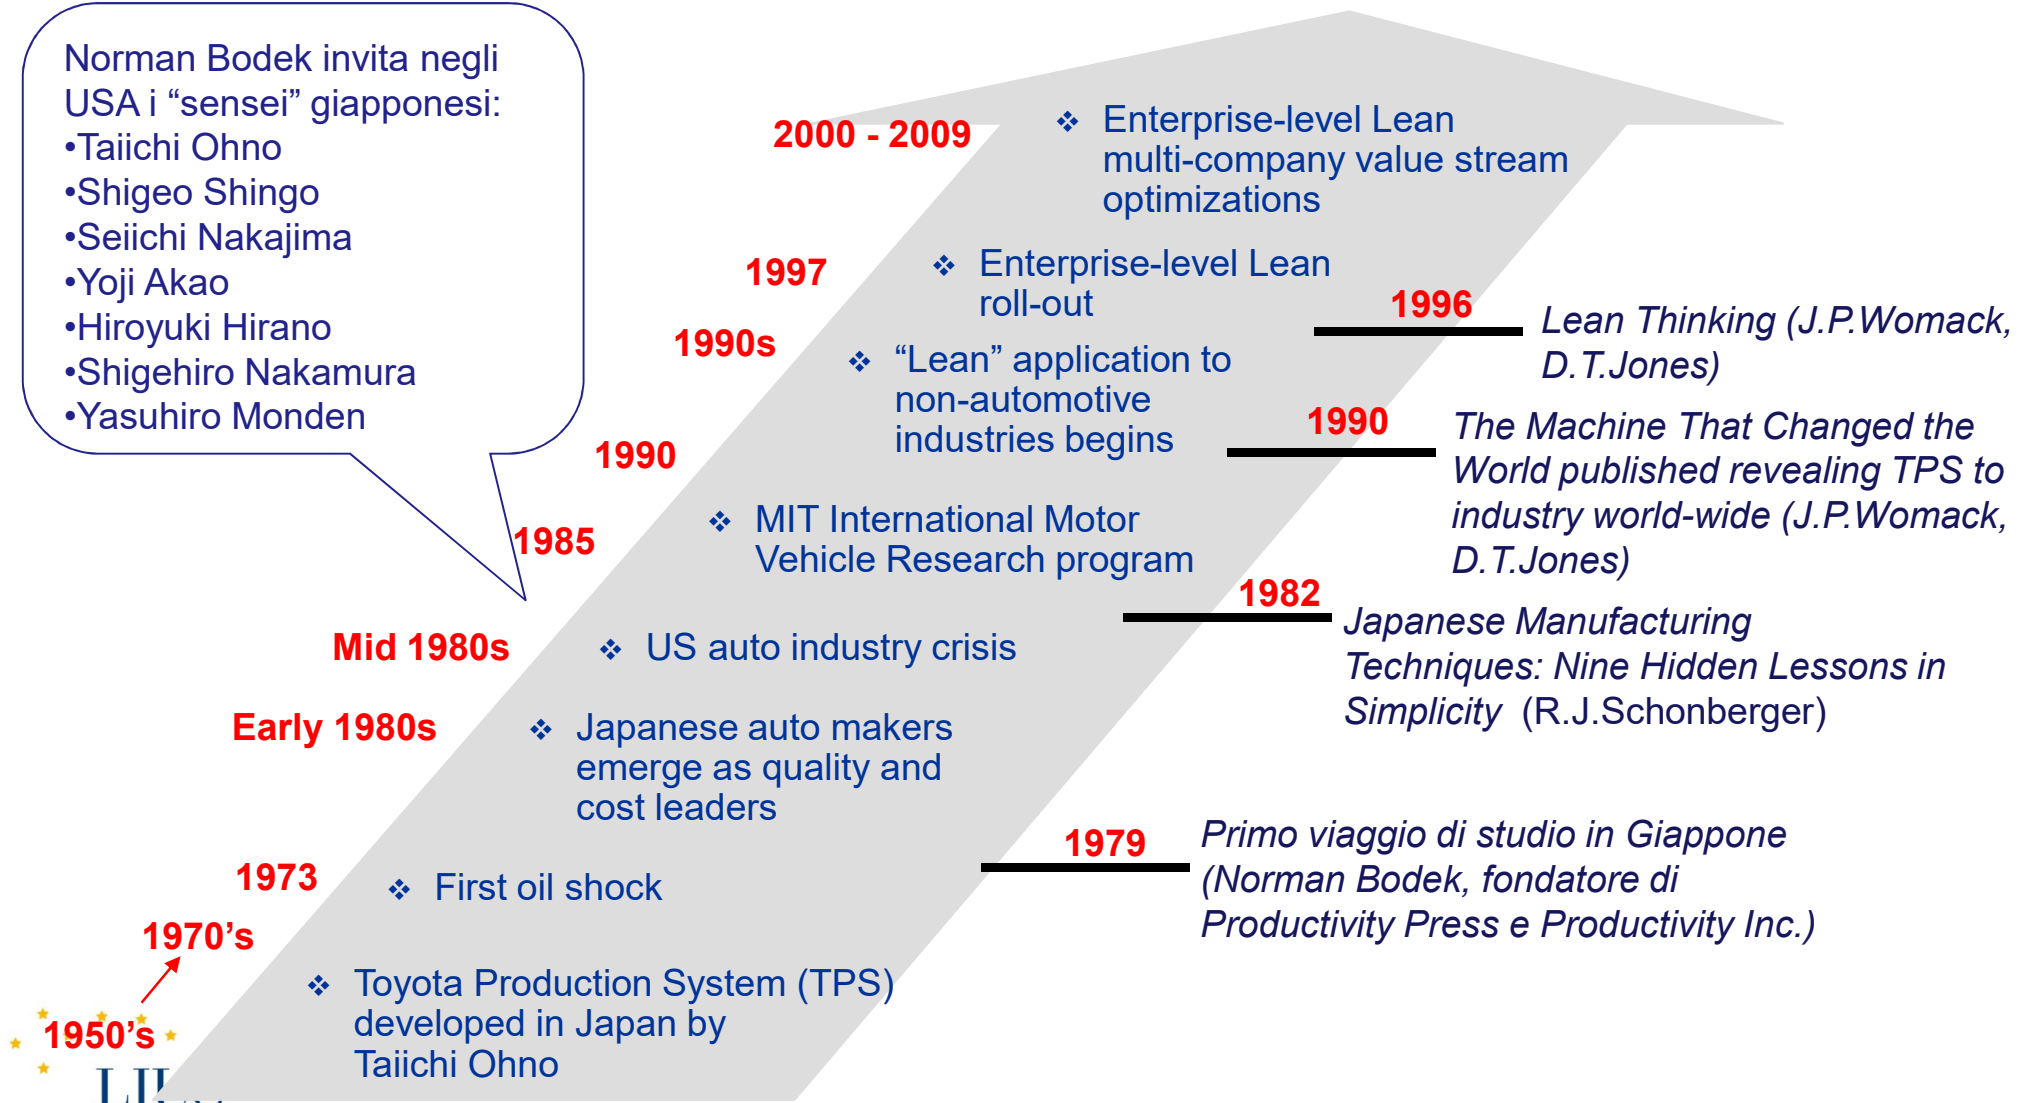 Norman Bodek invita negli
USA i “sensei” giapponesi:
•Taiichi Ohno
•Shigeo Shingo
•Seiichi Nakajima
•Yoji Akao
•Hiroyuki Hirano
•Shigehiro Nakamura
•Yasuhiro Monden
2000 - 2009
❖ Enterprise-level Lean
multi-company value stream
optimizations
1997
❖ Enterprise-level Lean
roll-out
1990s
❖ “Lean” application to
non-automotive
industries begins
1990
1985
❖ MIT International Motor
Vehicle Research program
Mid 1980s
❖ US auto industry crisis
Early 1980s
❖ Japanese auto makers
emerge as quality and
cost leaders
1973
❖ First oil shock
1970’s
1950’s
❖ Toyota Production System (TPS)
developed in Japan by
Taiichi Ohno
1996
Lean Thinking (J.P.Womack,
D.T.Jones)
1990
The Machine That Changed the
World published revealing TPS to
industry world-wide (J.P.Womack,
D.T.Jones)
1982
Japanese Manufacturing
Techniques: Nine Hidden Lessons in
Simplicity (R.J.Schonberger)
1979
Primo viaggio di studio in Giappone
(Norman Bodek, fondatore di
Productivity Press e Productivity Inc.)